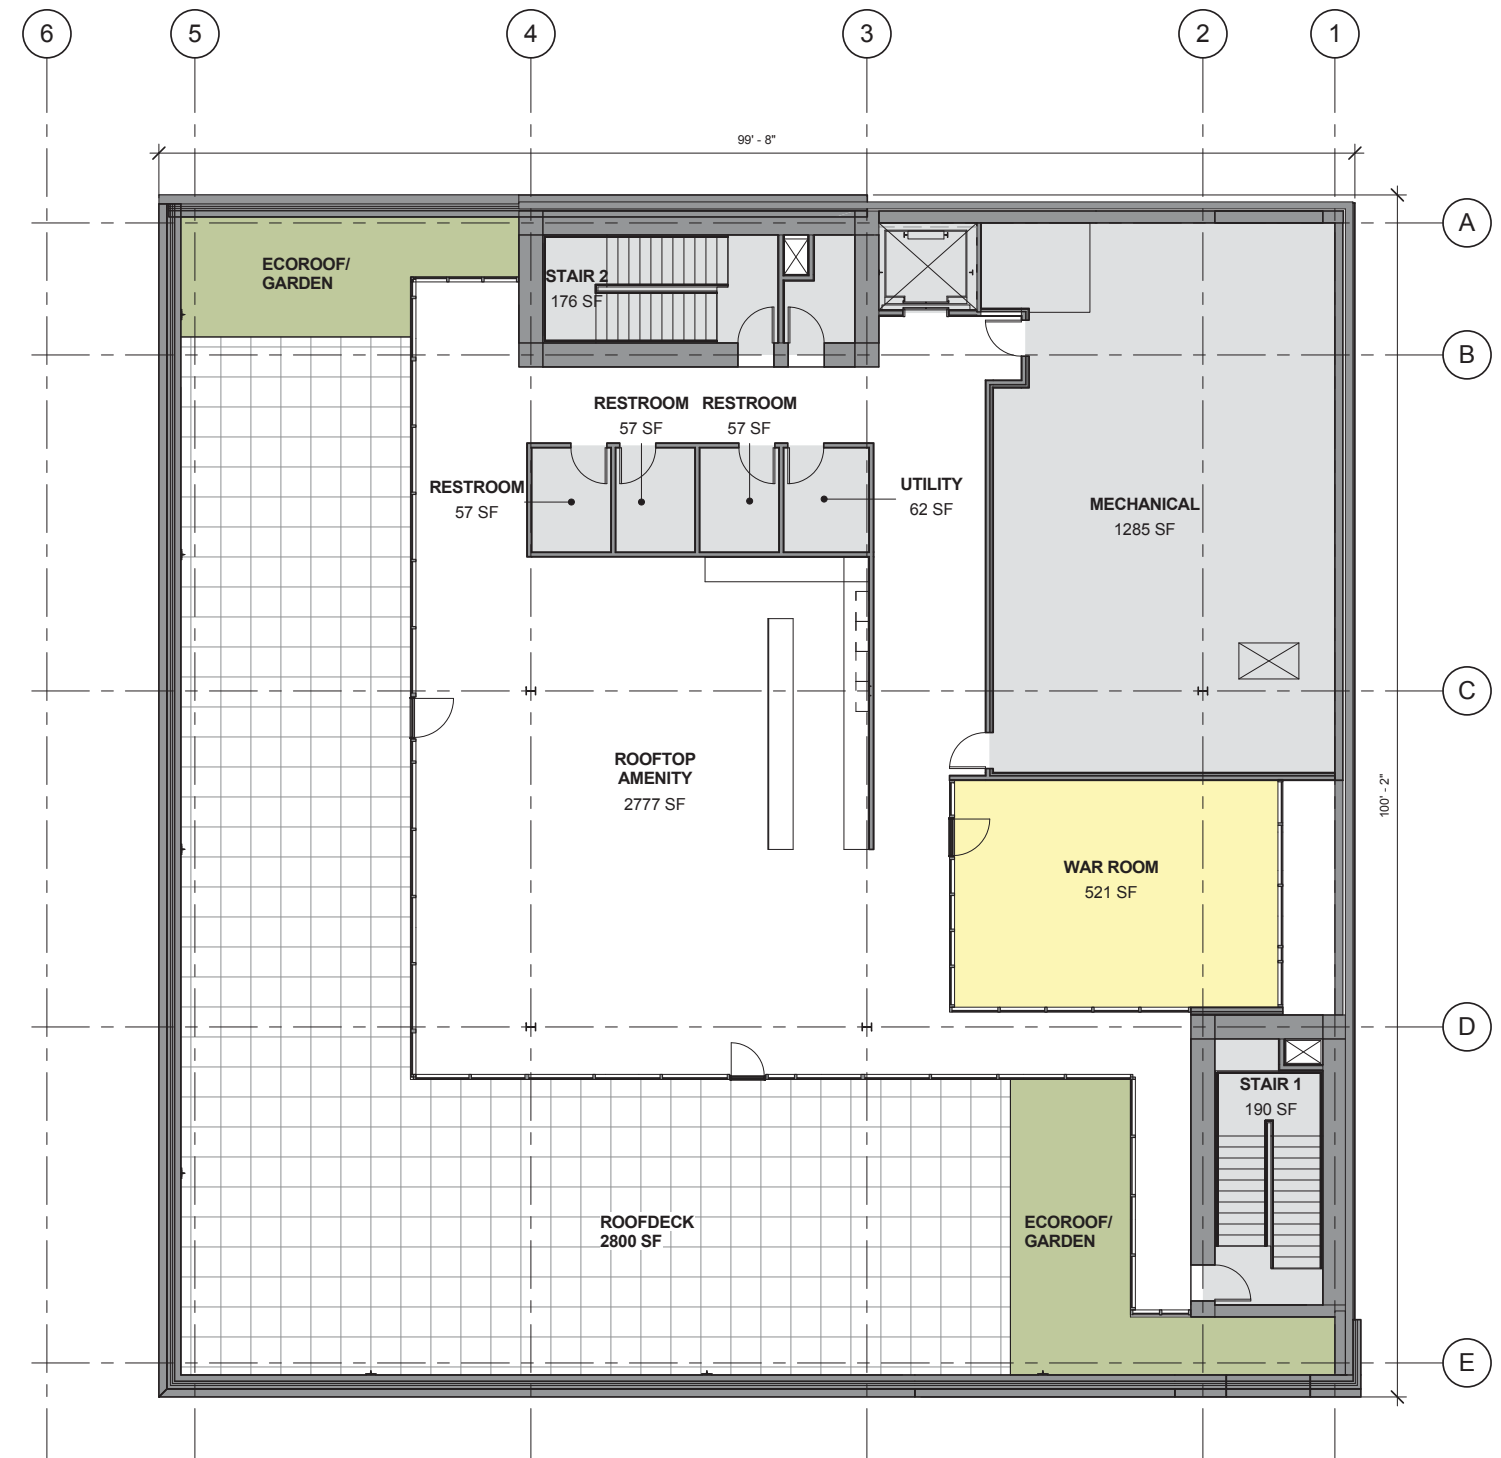 6
5
4
3
2
1
99' - 8"
A
ECOROOF/
GARDEN
STAIR 2
176 SF
B
RESTROOM
57 SF
RESTROOM
57 SF
RESTROOM
57 SF
UTILITY
62 SF
MECHANICAL
1285 SF
C
ROOFTOP
AMENITY
2777 SF
100' - 2"
WAR ROOM
521 SF
D
STAIR 1
190 SF
ROOFDECK
2800 SF
ECOROOF/
GARDEN
E